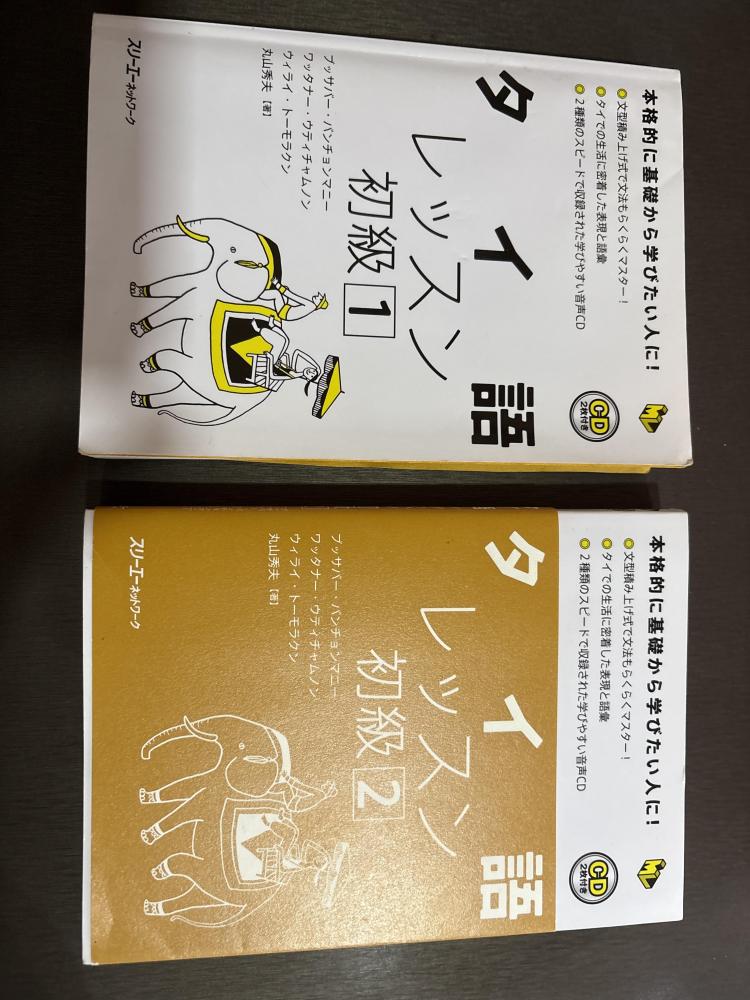 本格的に基礎から学びたい人に!
文型積み上げ式で文法もらくらくマスター!
タイでの生活に密着した表現と語彙
2種類のスピードで収録された学びやすい音声CD
CD
2枚付き
タイ語
レッスン
初級1
ブッサバー・バンチョンマニー
ワッタナー・ウティチャムノン
ウィライ・トーモラクン
丸山秀夫【著】
スリーエーネットワーク
本格的に基礎から学びたい人に!
文型積み上げ式で文法もらくらくマスター!
タイでの生活に密着した表現と語彙
2種類のスピードで収録された学びやすい音声CD
CD
2枚付き
タイ語
レッスン
初級2
ブッサバー・バンチョンマニー
ワッタナー・ウティチャムノン
ウィライ・トーモラクン
丸山秀夫【著】
スリーエーネットワーク